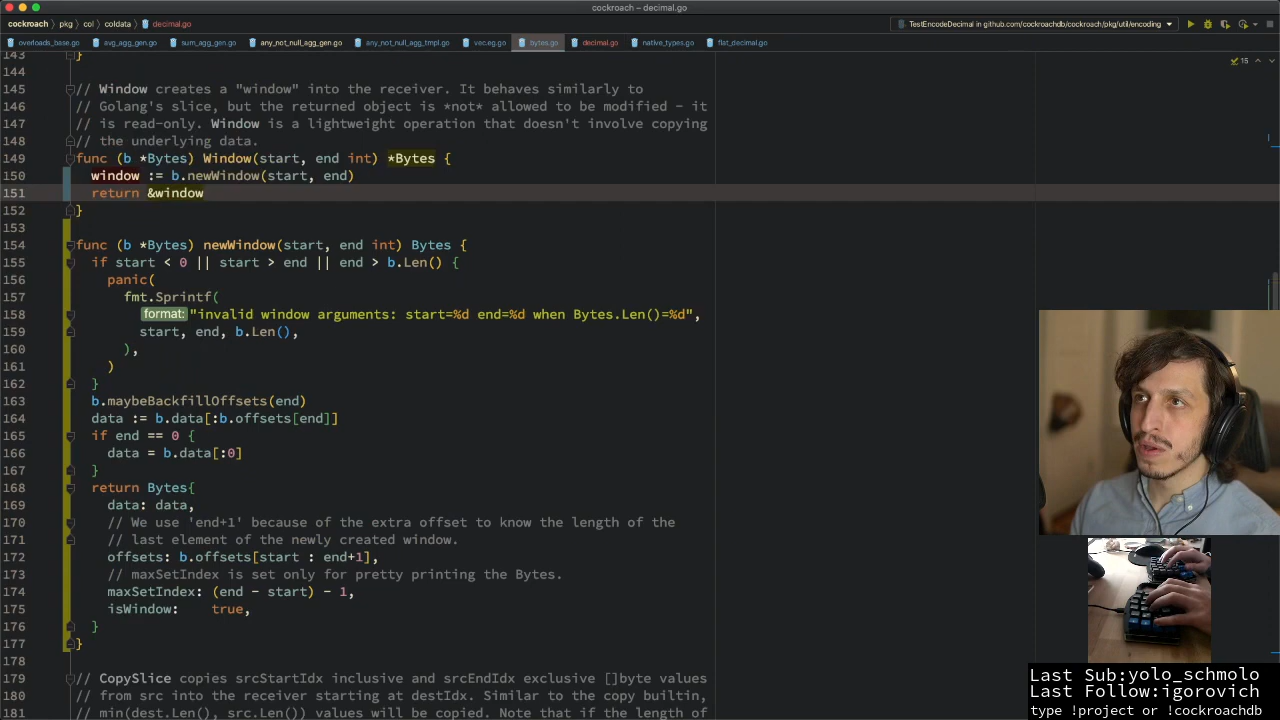 cockroach – decimal.go
cockroach › pkg › col › coldata › decimal.go
TestEncodeDecimal in github.com/cockroachdb/cockroach/pkg/util/encoding
overloads_base.go avg_agg_gen.go sum_agg_gen.go any_not_null_agg_gen.go any_not_null_agg_tmpl.go vec.eg.go bytes.go decimal.go native_types.go flat_decimal.go
15
143 }
144
145 // Window creates a "window" into the receiver. It behaves similarly to
146 // Golang's slice, but the returned object is *not* allowed to be modified - it
147 // is read-only. Window is a lightweight operation that doesn't involve copying
148 // the underlying data.
149 func (b *Bytes) Window(start, end int) *Bytes {
150 window := b.newWindow(start, end)
151 return &window
152 }
153
154 func (b *Bytes) newWindow(start, end int) Bytes {
155 if start < 0 || start > end || end > b.Len() {
156 panic(
157 fmt.Sprintf(
158 format: "invalid window arguments: start=%d end=%d when Bytes.Len()=%d",
159 start, end, b.Len(),
160 ),
161 )
162 }
163 b.maybeBackfillOffsets(end)
164 data := b.data[:b.offsets[end]]
165 if end == 0 {
166 data = b.data[:0]
167 }
168 return Bytes{
169 data: data,
170 // We use 'end+1' because of the extra offset to know the length of the
171 // last element of the newly created window.
172 offsets: b.offsets[start : end+1],
173 // maxSetIndex is set only for pretty printing the Bytes.
174 maxSetIndex: (end - start) - 1,
175 isWindow: true,
176 }
177 }
178
179 // CopySlice copies srcStartIdx inclusive and srcEndIdx exclusive []byte values
180 // from src into the receiver starting at destIdx. Similar to the copy builtin,
181 // min(dest.Len(), src.Len()) values will be copied. Note that if the length of
Last Sub:yolo_schmolo
Last Follow:igorovich
type !project or !cockroachdb